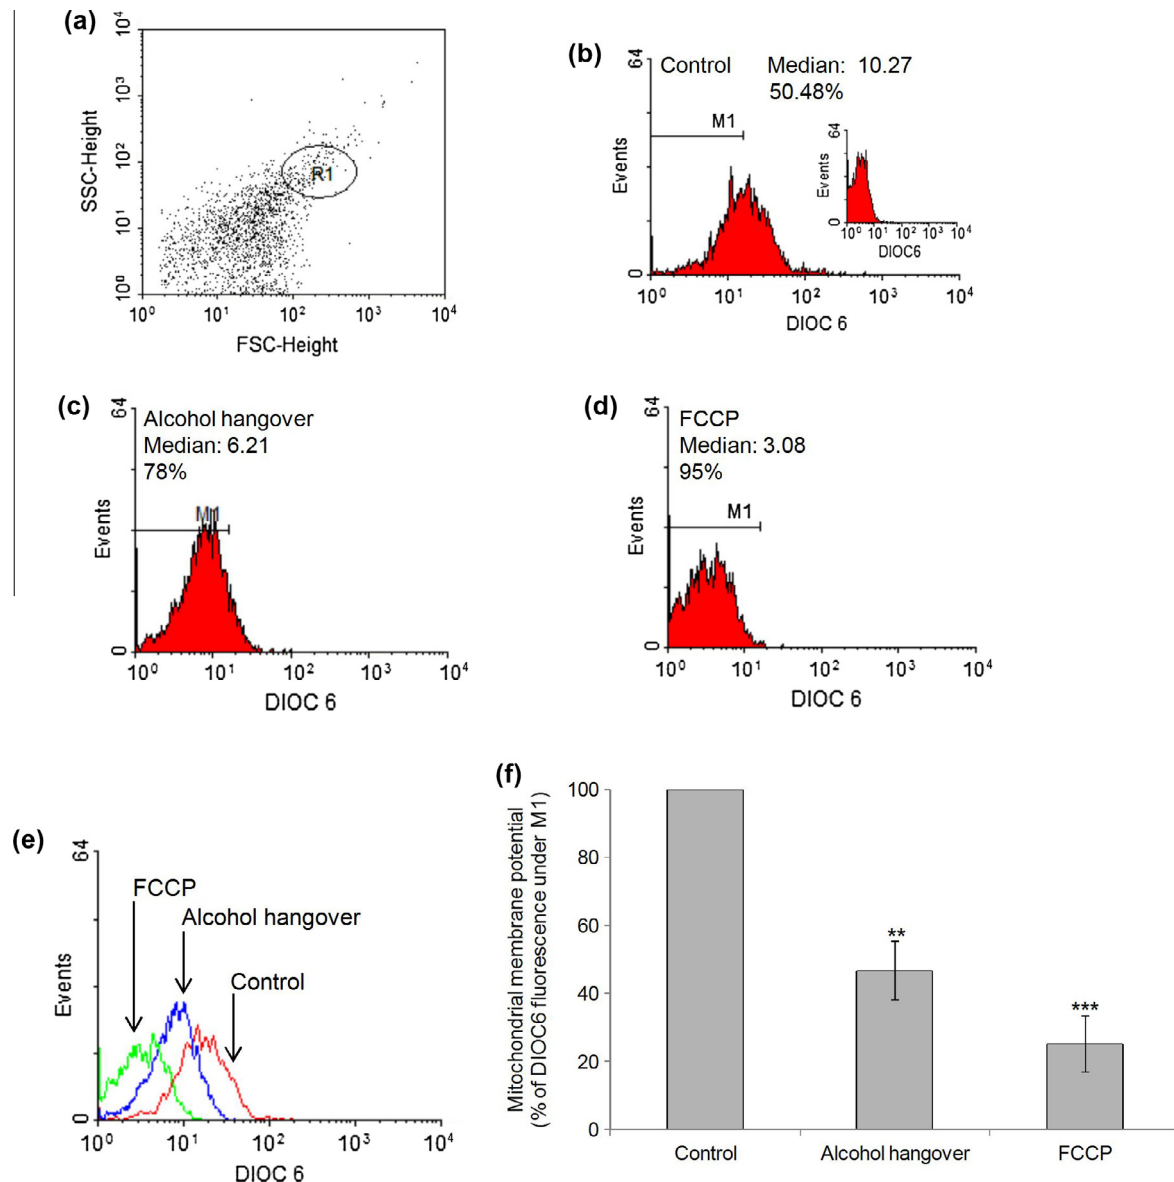 (a)
10⁴
10³
10²
10¹
10⁰
SSC-Height
R1
10⁰ 10¹ 10² 10³ 10⁴
FSC-Height
(b)
64
Control Median: 10.27
50.48%
M1
Events
0
10⁰ 10¹ 10² 10³ 10⁴
DIOC 6
64
Events
0
10⁰ 10¹ 10² 10³ 10⁴
DIOC6
(c)
64
Alcohol hangover
Median: 6.21
78%
M1
Events
0
10⁰ 10¹ 10² 10³ 10⁴
DIOC 6
(d)
64
FCCP
Median: 3.08
95%
M1
Events
0
10⁰ 10¹ 10² 10³ 10⁴
DIOC 6
(e)
64
FCCP
Alcohol hangover
Control
Events
0
10⁰ 10¹ 10² 10³ 10⁴
DIOC 6
(f)
Mitochondrial membrane potential
(% of DIOC6 fluorescence under M1)
100
80
60
40
20
0
**
***
Control Alcohol hangover FCCP